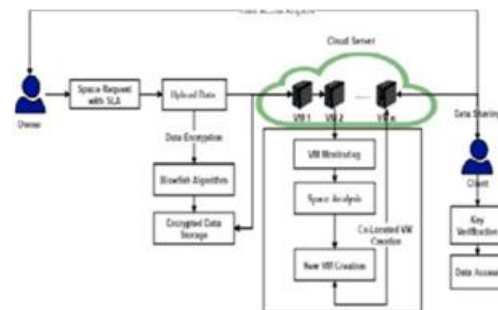 Cloud Server
Owner
Space Request
with SLA
Upload Data
VM 1
VM 2
VM n
Data Sharing
Data Encryption
VM Monitoring
Client
Blowfish Algorithm
Space Analysis
Key
Verification
Encrypted Data
Storage
Co-Located VM
Creation
New VM Creation
Data Access